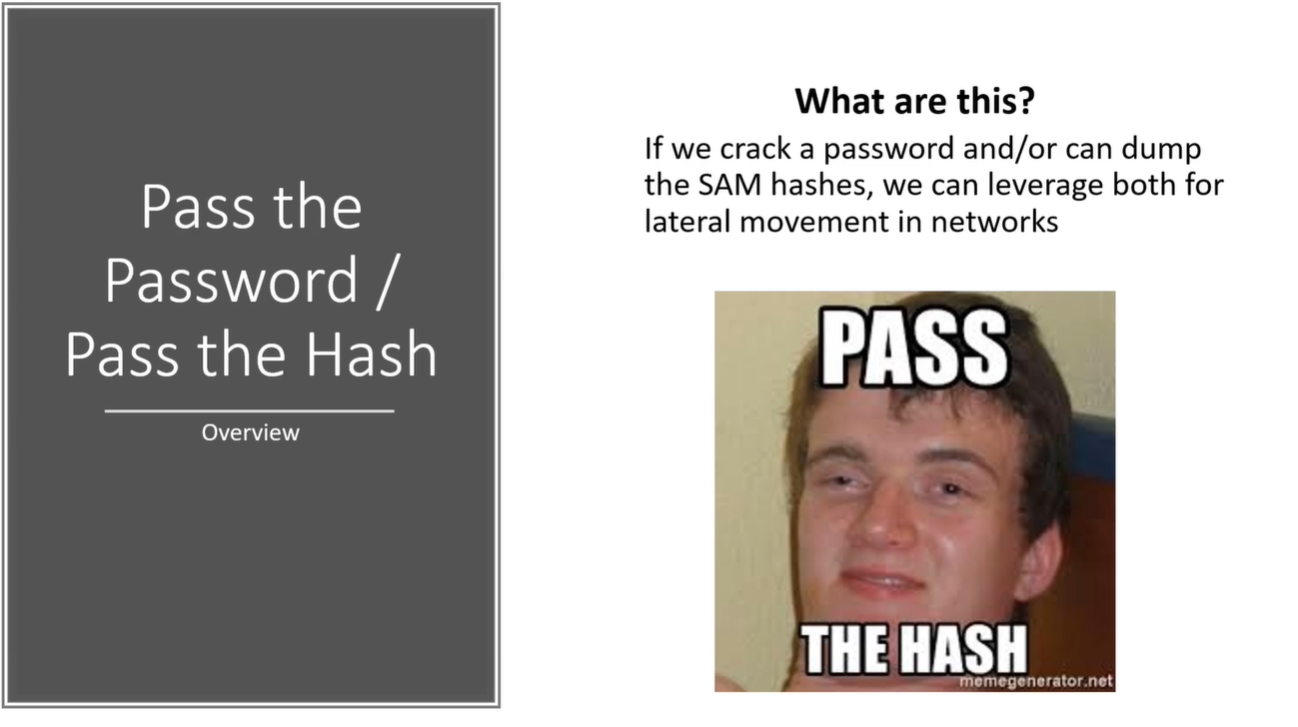 Pass the
Password /
Pass the Hash
Overview
What are this?
If we crack a password and/or can dump
the SAM hashes, we can leverage both for
lateral movement in networks
PASS
THE HASH
memegenerator.net